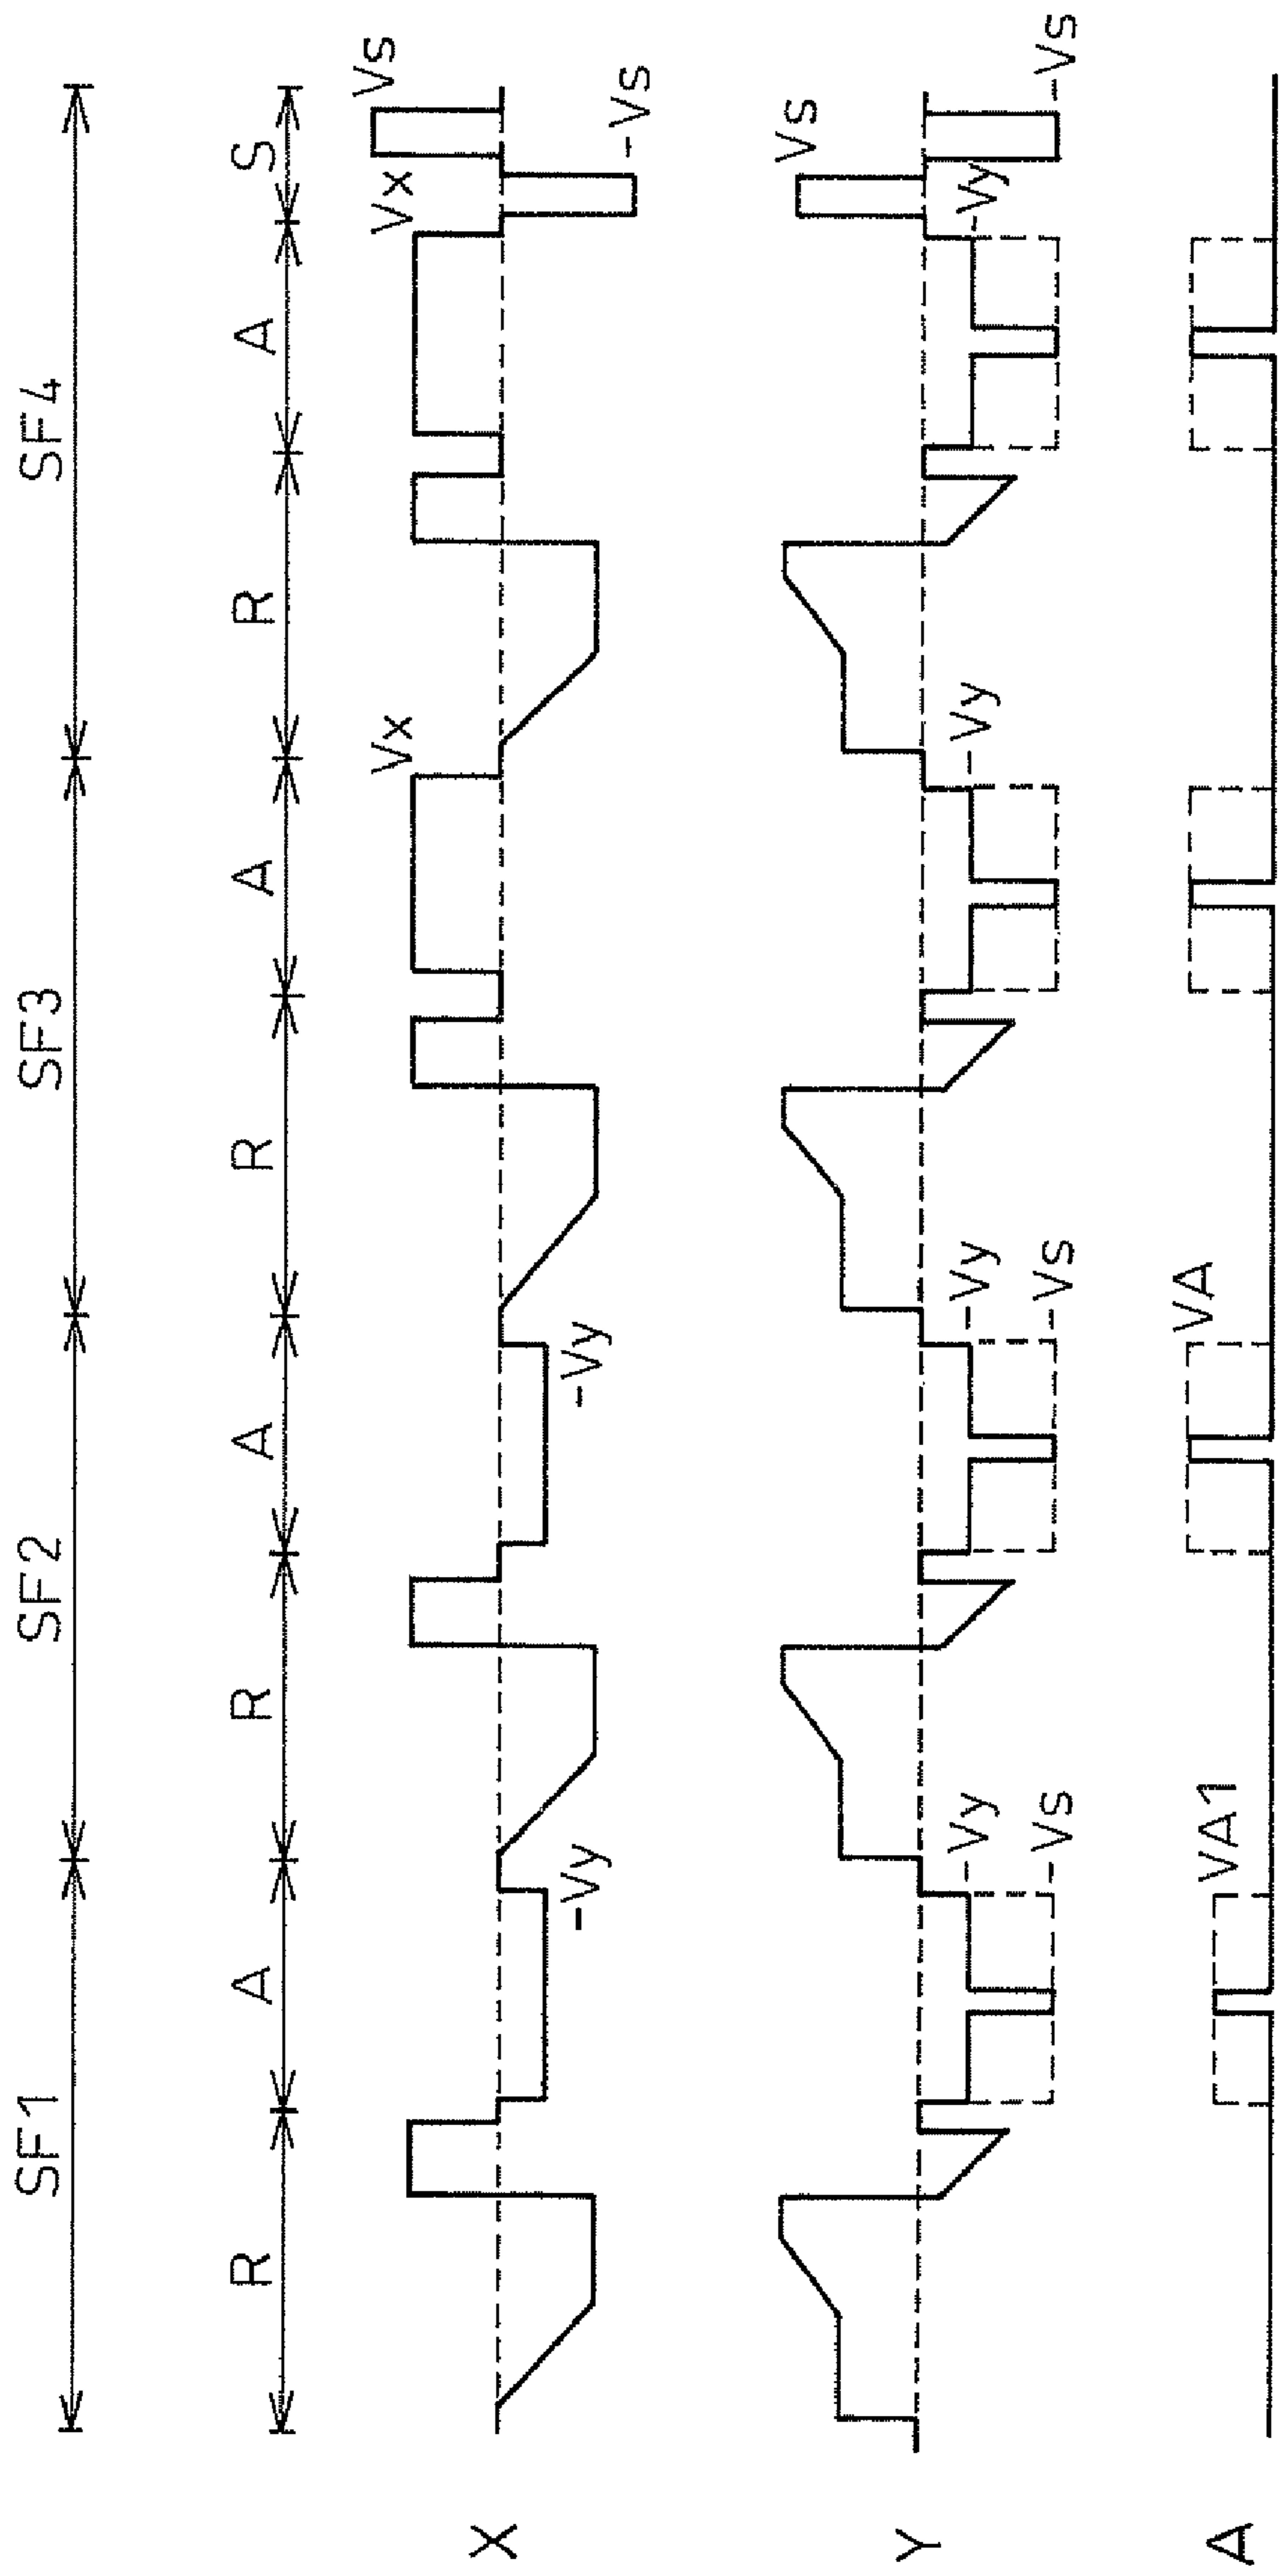 SF1 SF2 SF3 SF4
R A R A R A R A S
X -Vy -Vy Vx Vx -Vs Vs
Y -Vy -Vs -Vy -Vs -Vy -Vy Vs -Vs
A VA1 VA